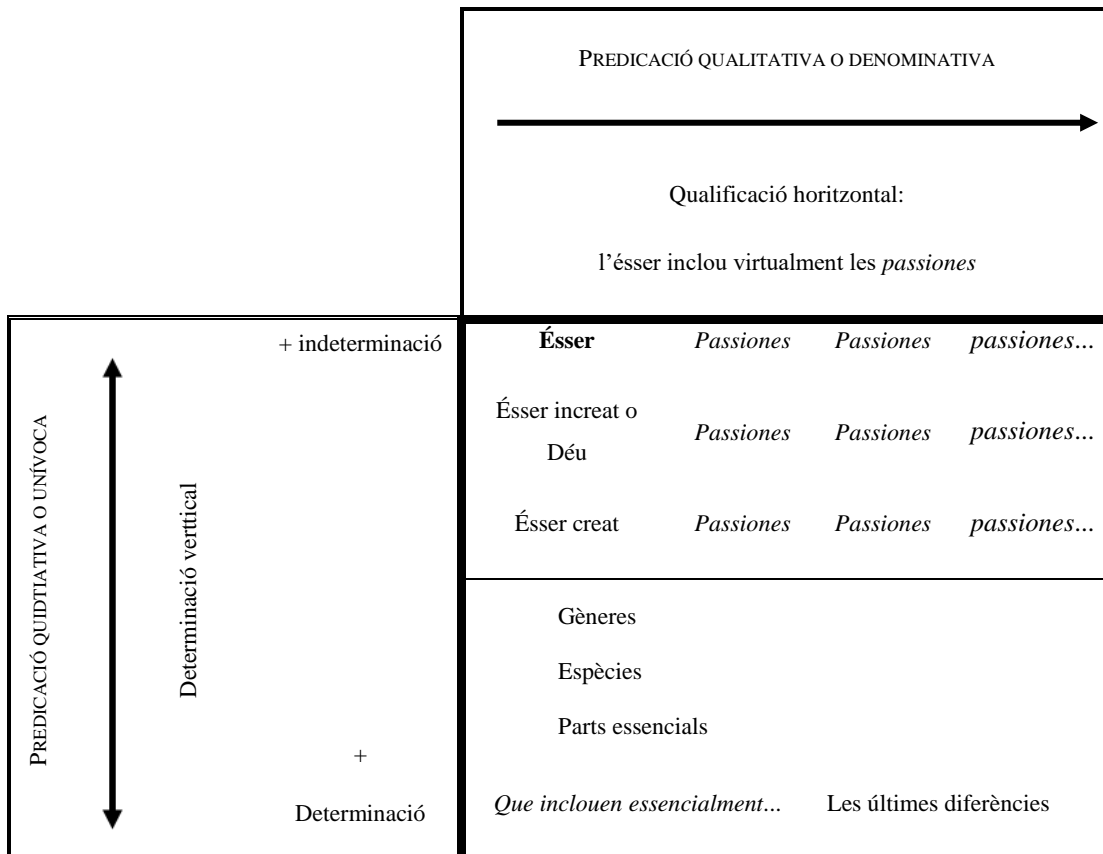 PREDICACIÓ QUALITATIVA O DENOMINATIVA
Qualificació horitzontal:
l’ésser inclou virtualment les passiones
PREDICACIÓ QUIDTIATIVA O UNÍVOCA
Determinació verttical
+ indeterminació
Ésser Passiones Passiones passiones...
Ésser increat o
Déu Passiones Passiones passiones...
Ésser creat Passiones Passiones passiones...
Gèneres
Espècies
Parts essencials
+
Determinació
Que inclouen essencialment... Les últimes diferències